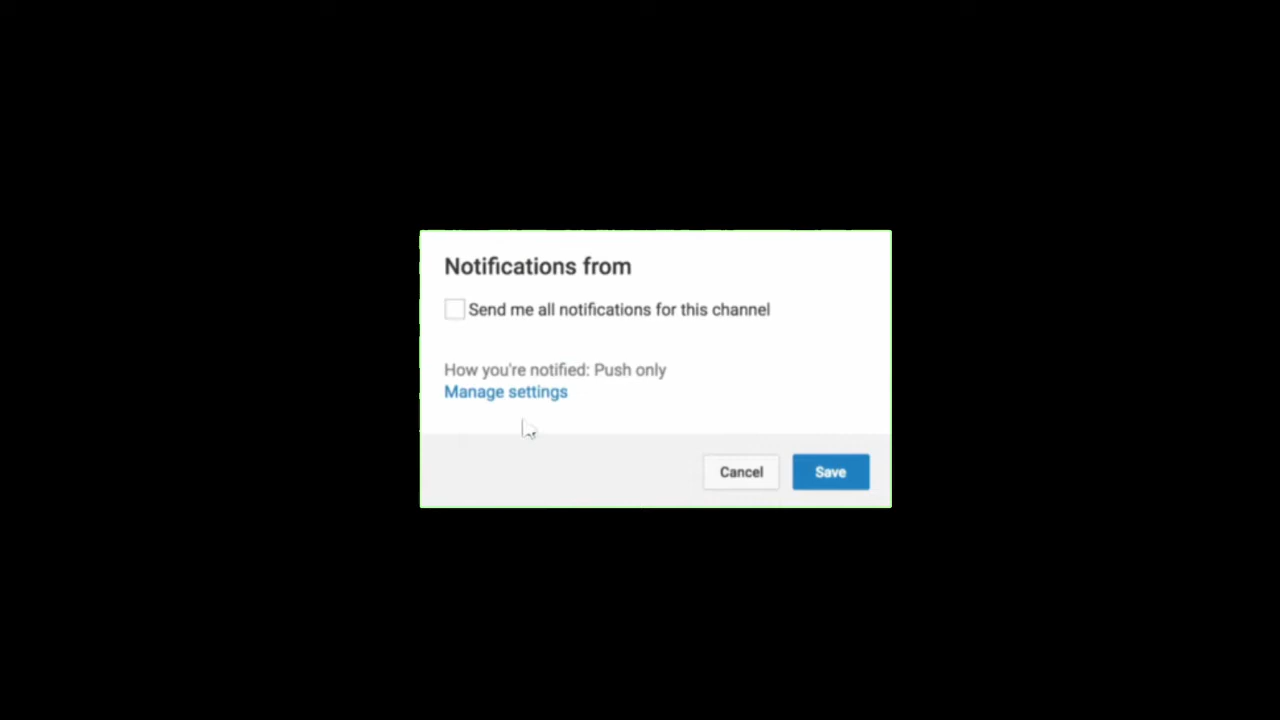 Notifications from
Send me all notifications for this channel
How you're notified: Push only
Manage settings
Cancel
Save